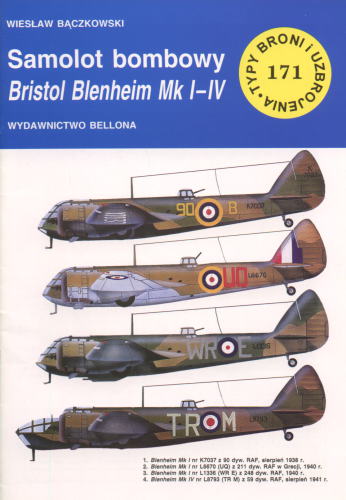 WIESŁAW BĄCZKOWSKI
Samolot bombowy
Bristol Blenheim Mk I–IV
WYDAWNICTWO BELLONA
TYPY BRONI i UZBROJENIA •
171
K
7037
90 B K7037
UQ L6670
WR E L1336
TR M L8793
1. Blenheim Mk I nr K7037 z 90 dyw. RAF, sierpień 1938 r.
2. Blenheim Mk I nr L6670 (UQ) z 211 dyw. RAF w Grecji, 1940 r.
3. Blenheim Mk I nr L1336 (WR E) z 248 dyw. RAF, 1940 r.
4. Blenheim Mk IV nr L8793 (TR M) z 59 dyw. RAF, sierpień 1941 r.